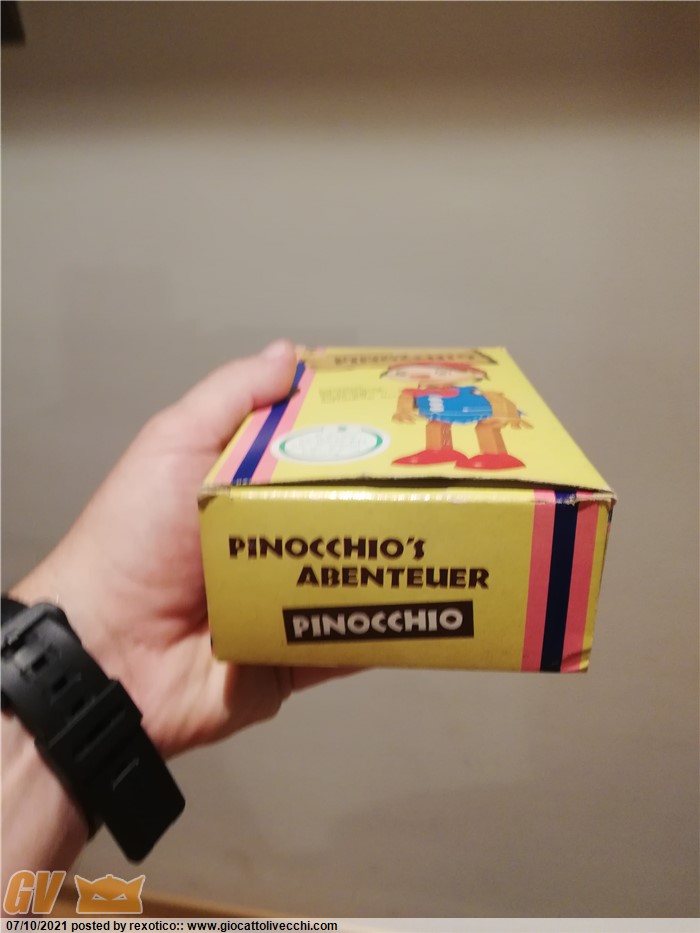 PINOCCHIO'S
ABENTEUER
PINOCCHIO
GV
07/10/2021 posted by rexotico:: www.giocattolivecchi.com